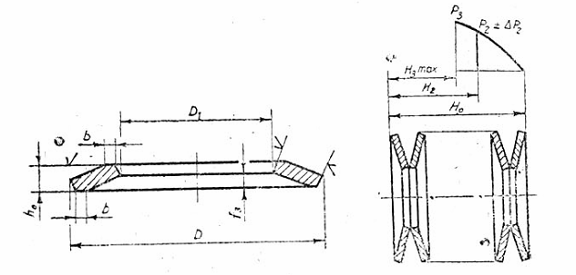 P₃
P₂ ± ΔP₂
H₃ max
H₂
H₀
D₁
b
h₀
b
f₃
D